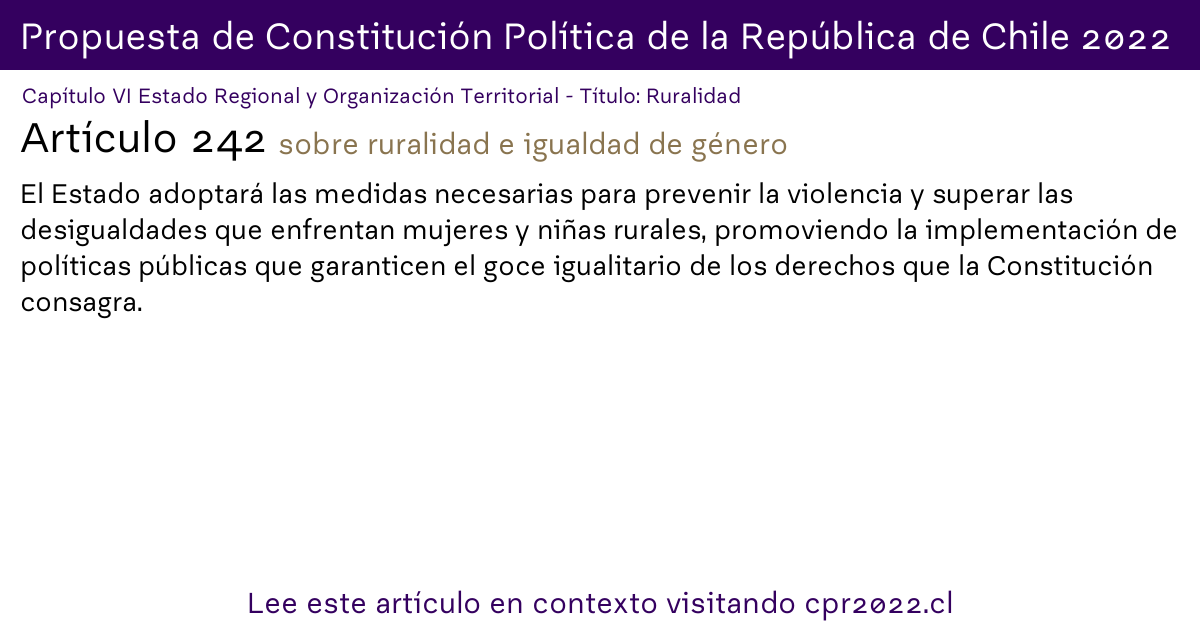 Propuesta de Constitución Política de la República de Chile 2022
Capítulo VI Estado Regional y Organización Territorial - Título: Ruralidad
Artículo 242 sobre ruralidad e igualdad de género
El Estado adoptará las medidas necesarias para prevenir la violencia y superar las
desigualdades que enfrentan mujeres y niñas rurales, promoviendo la implementación de
políticas públicas que garanticen el goce igualitario de los derechos que la Constitución
consagra.
Lee este artículo en contexto visitando cpr2022.cl